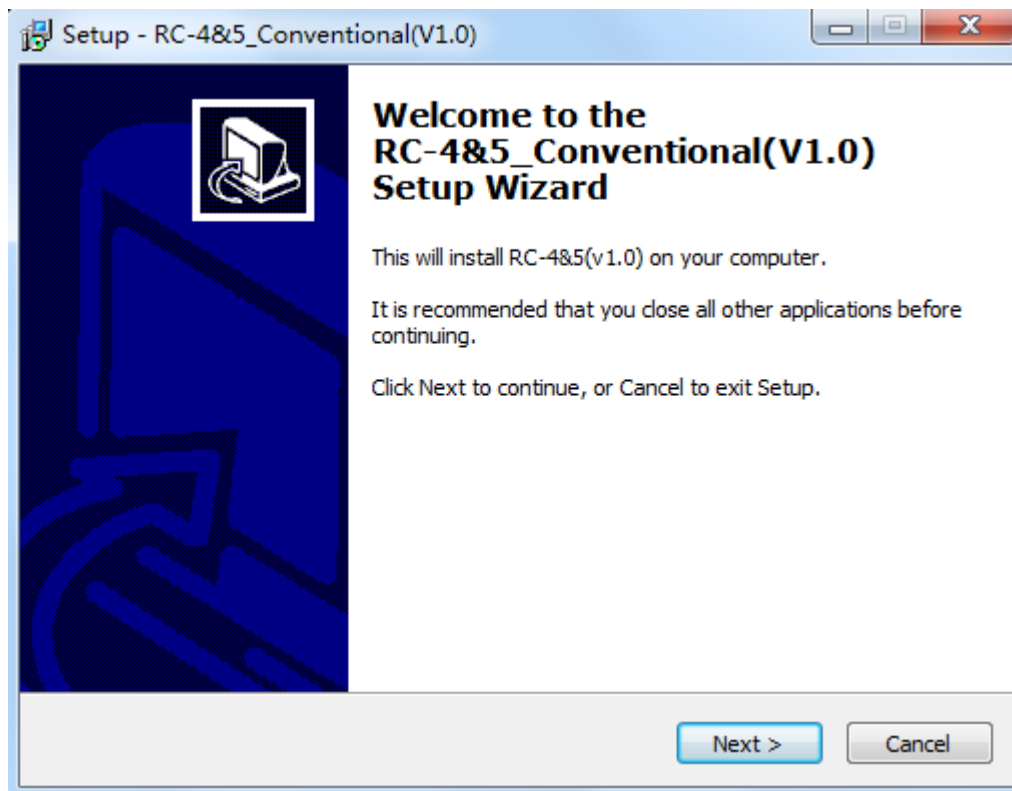 Setup - RC-4&5_Conventional(V1.0)
Welcome to the
RC-4&5_Conventional(V1.0)
Setup Wizard
This will install RC-4&5(v1.0) on your computer.
It is recommended that you close all other applications before
continuing.
Click Next to continue, or Cancel to exit Setup.
Next >
Cancel